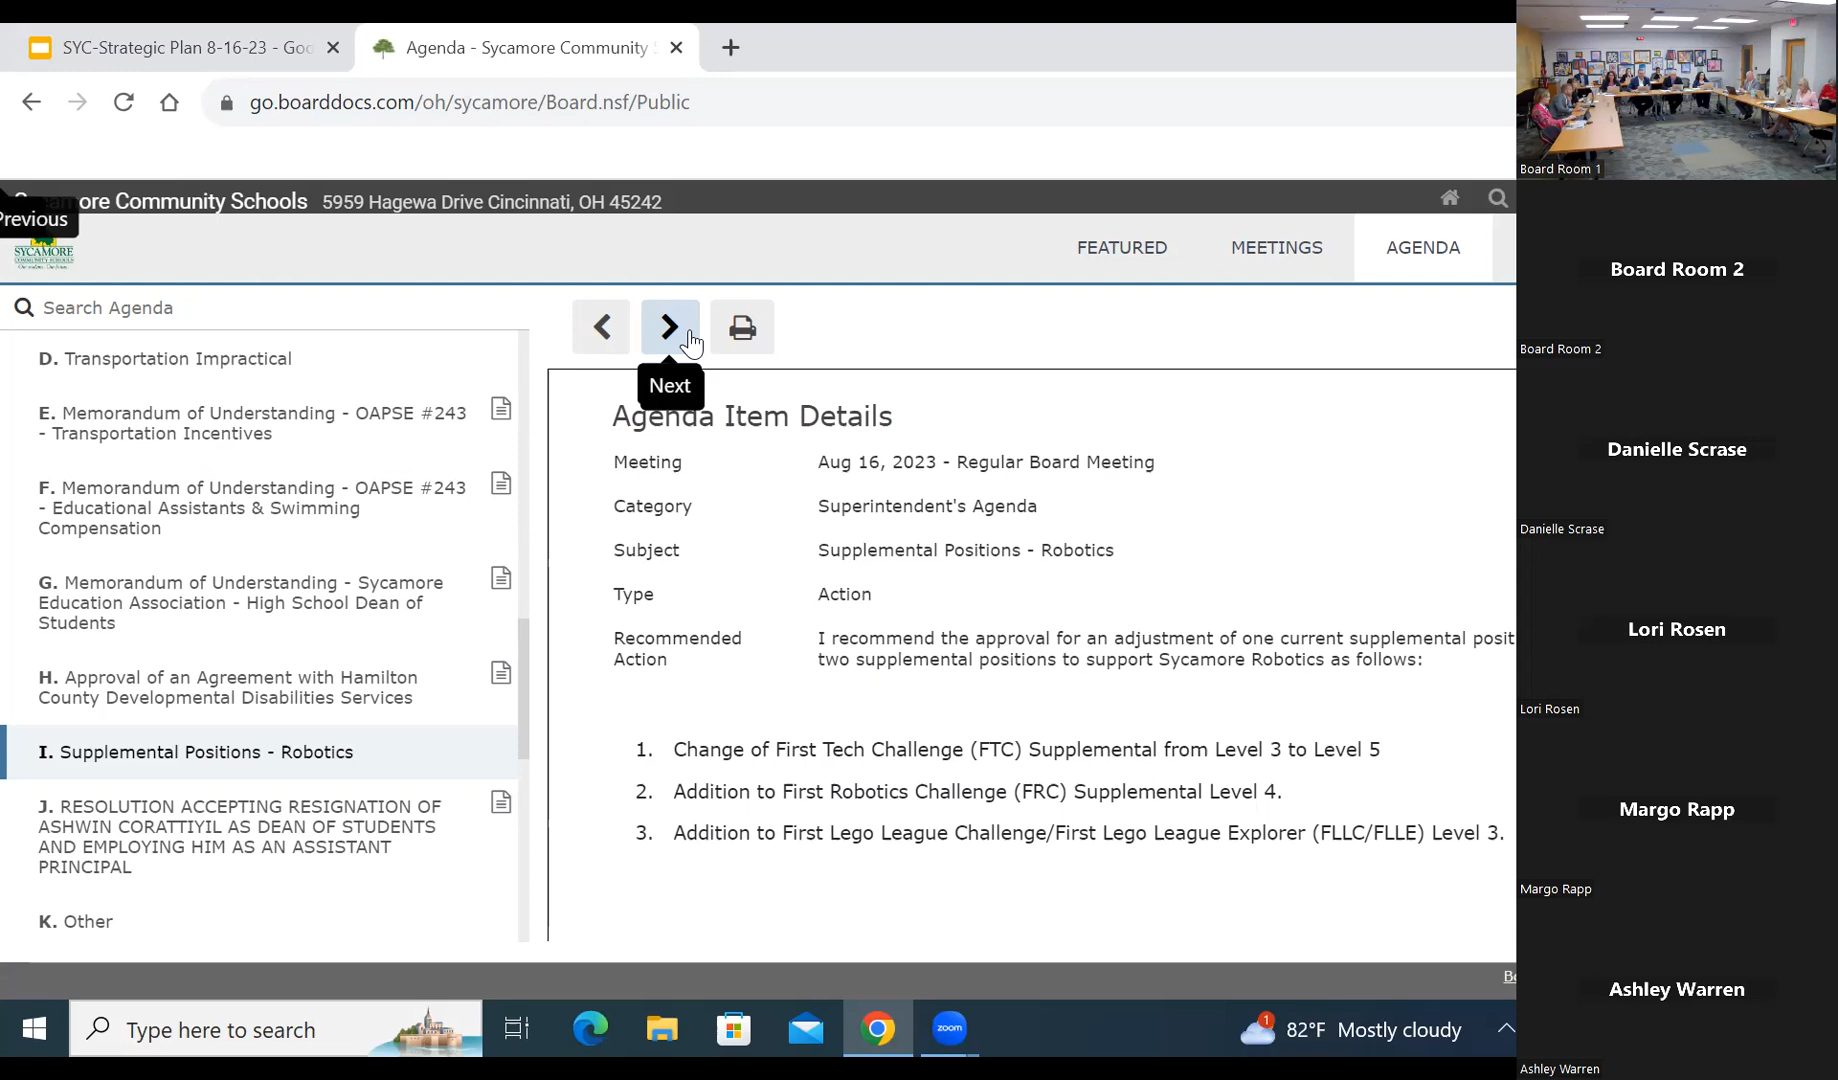 SYC-Strategic Plan 8-16-23 - Goo
Agenda - Sycamore Community
go.boarddocs.com/oh/sycamore/Board.nsf/Public
Board Room 1
Previous
ore Community Schools 5959 Hagewa Drive Cincinnati, OH 45242
SYCAMORE
COMMUNITY SCHOOLS
FEATURED MEETINGS AGENDA
Search Agenda
Next
D. Transportation Impractical
E. Memorandum of Understanding - OAPSE #243
- Transportation Incentives
F. Memorandum of Understanding - OAPSE #243
- Educational Assistants & Swimming
Compensation
G. Memorandum of Understanding - Sycamore
Education Association - High School Dean of
Students
H. Approval of an Agreement with Hamilton
County Developmental Disabilities Services
I. Supplemental Positions - Robotics
J. RESOLUTION ACCEPTING RESIGNATION OF
ASHWIN CORATTIYIL AS DEAN OF STUDENTS
AND EMPLOYING HIM AS AN ASSISTANT
PRINCIPAL
K. Other
Agenda Item Details
Meeting Aug 16, 2023 - Regular Board Meeting
Category Superintendent's Agenda
Subject Supplemental Positions - Robotics
Type Action
Recommended I recommend the approval for an adjustment of one current supplemental posit
Action two supplemental positions to support Sycamore Robotics as follows:
1. Change of First Tech Challenge (FTC) Supplemental from Level 3 to Level 5
2. Addition to First Robotics Challenge (FRC) Supplemental Level 4.
3. Addition to First Lego League Challenge/First Lego League Explorer (FLLC/FLLE) Level 3.
Bo
Board Room 2
Board Room 2
Danielle Scrase
Danielle Scrase
Lori Rosen
Lori Rosen
Margo Rapp
Margo Rapp
Ashley Warren
Ashley Warren
Type here to search
zoom
1
82°F Mostly cloudy